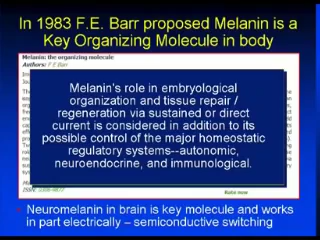 In 1983 F.E. Barr proposed Melanin is a
Key Organizing Molecule in body
Melanin: the organizing molecule
Authors: F E Barr
Melanin's role in embryological
organization and tissue repair /
regeneration via sustained or direct
current is considered in addition to its
possible control of the major homeostatic
regulatory systems--autonomic,
neuroendocrine, and immunological.
Neuromelanin in brain is key molecule and works
in part electrically – semiconductive switching